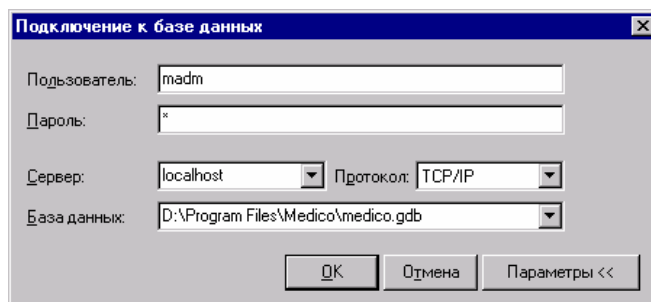 Подключение к базе данных
Пользователь: madm
Пароль: *
Сервер: localhost Протокол: TCP/IP
База данных: D:\Program Files\Medico\medico.gdb
OK Отмена Параметры <<